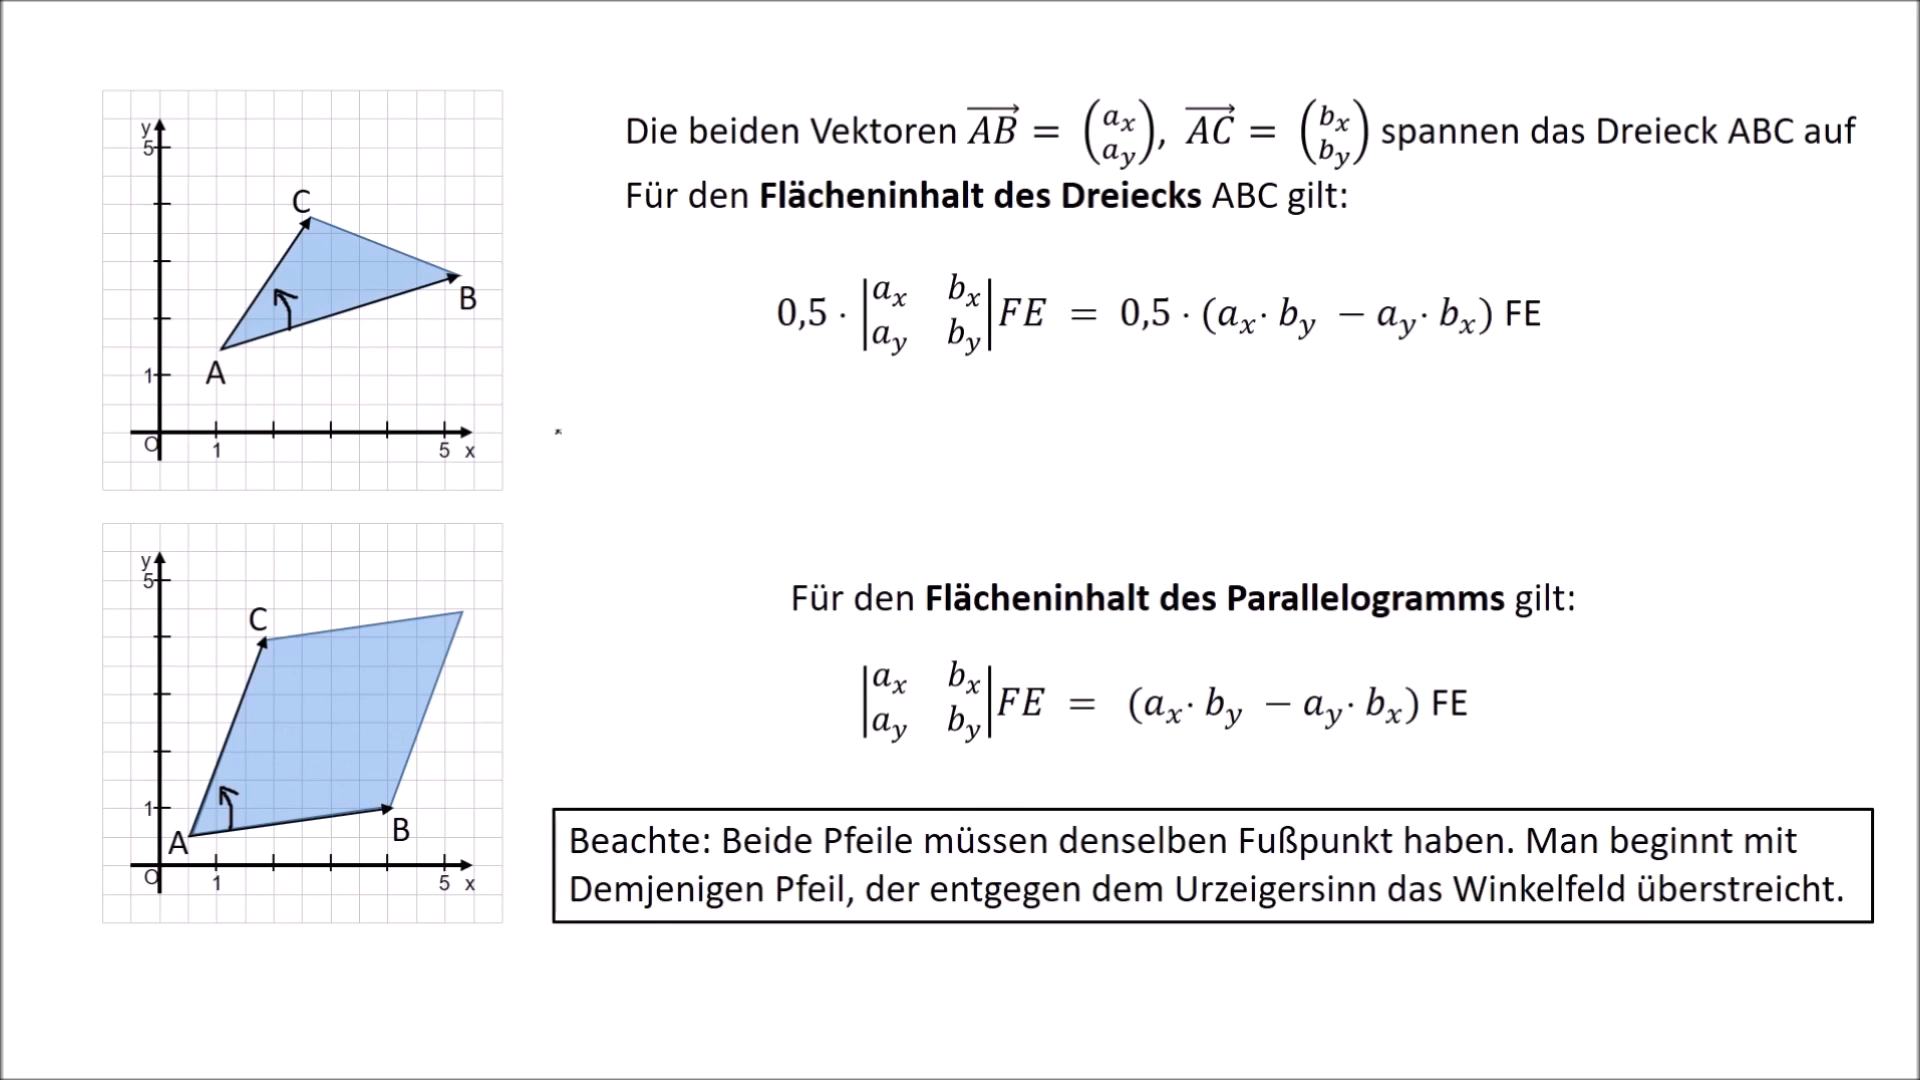 Die beiden Vektoren $\overrightarrow{AB} = \begin{pmatrix} a_x \\ a_y \end{pmatrix}$, $\overrightarrow{AC} = \begin{pmatrix} b_x \\ b_y \end{pmatrix}$ spannen das Dreieck ABC auf
Für den Flächeninhalt des Dreiecks ABC gilt:
$0,5 \cdot \begin{vmatrix} a_x & b_x \\ a_y & b_y \end{vmatrix} FE = 0,5 \cdot (a_x \cdot b_y - a_y \cdot b_x)$ FE
y
5
C
B
A
1
O
1
5
x
Für den Flächeninhalt des Parallelogramms gilt:
$\begin{vmatrix} a_x & b_x \\ a_y & b_y \end{vmatrix} FE = (a_x \cdot b_y - a_y \cdot b_x)$ FE
y
5
C
1
A
B
O
1
5
x
Beachte: Beide Pfeile müssen denselben Fußpunkt haben. Man beginnt mit
Demjenigen Pfeil, der entgegen dem Urzeigersinn das Winkelfeld überstreicht.